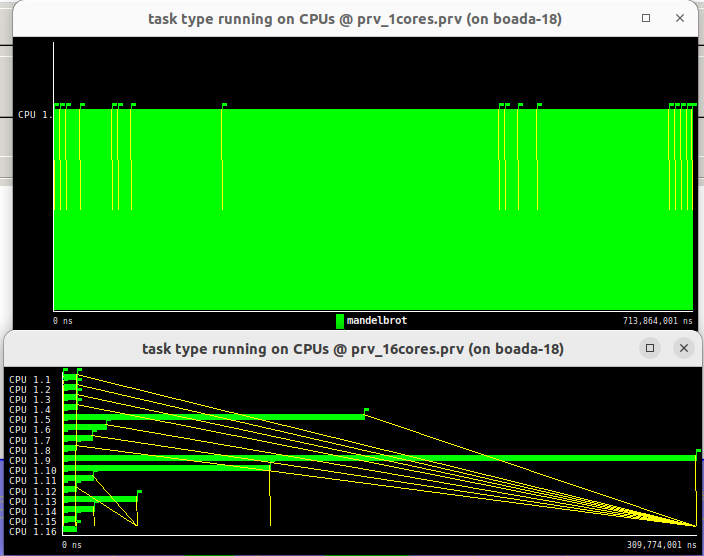 task type running on CPUs @ prv_1cores.prv (on boada-18)
CPU 1.
0 ns
mandelbrot
713,864,001 ns
task type running on CPUs @ prv_16cores.prv (on boada-18)
CPU 1.1
CPU 1.2
CPU 1.3
CPU 1.4
CPU 1.5
CPU 1.6
CPU 1.7
CPU 1.8
CPU 1.9
CPU 1.10
CPU 1.11
CPU 1.12
CPU 1.13
CPU 1.14
CPU 1.15
CPU 1.16
0 ns
309,774,001 ns